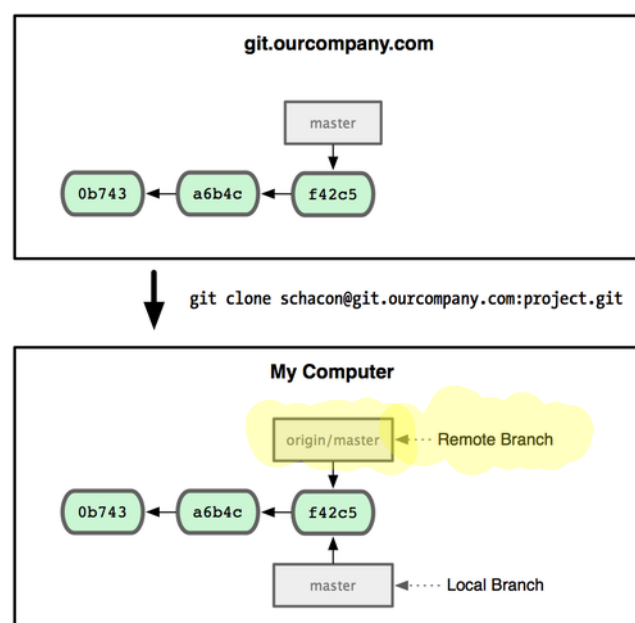 git.ourcompany.com
master
0b743 a6b4c f42c5
git clone schacon@git.ourcompany.com:project.git
My Computer
origin/master Remote Branch
0b743 a6b4c f42c5
master Local Branch